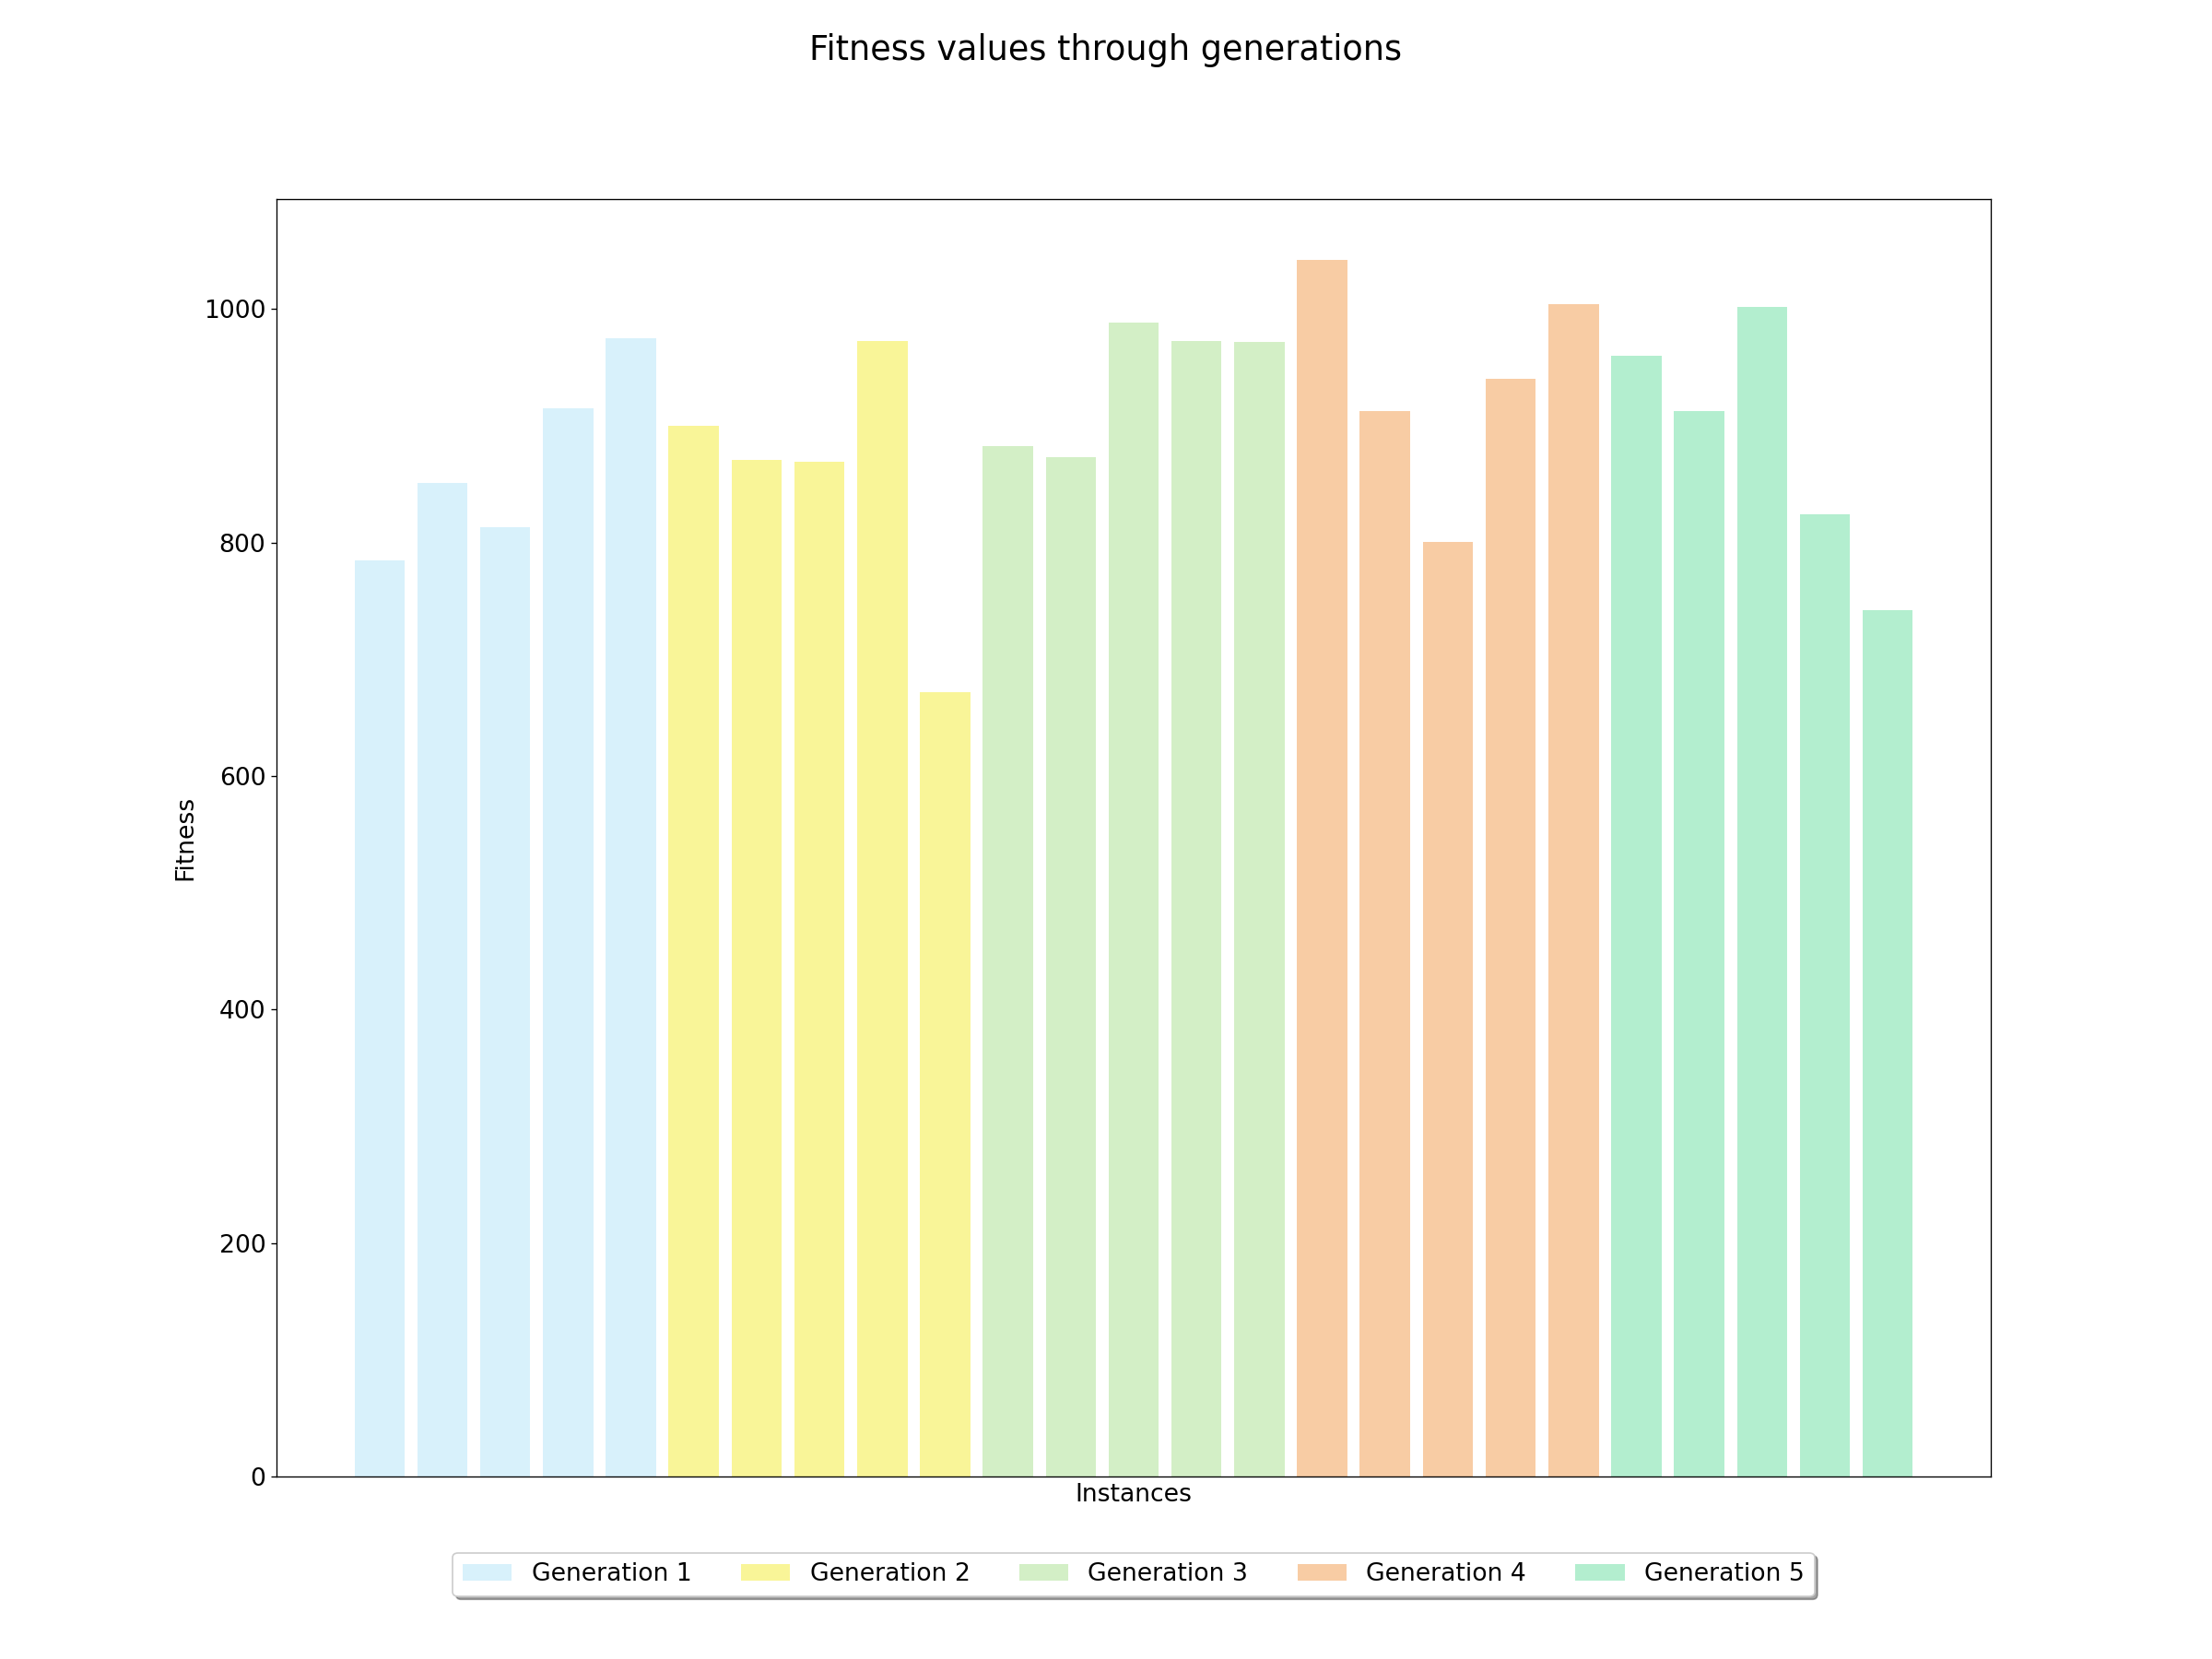 Fitness values through generations
1000
800
600
400
200
0
Fitness
Instances
Generation 1 Generation 2 Generation 3 Generation 4 Generation 5